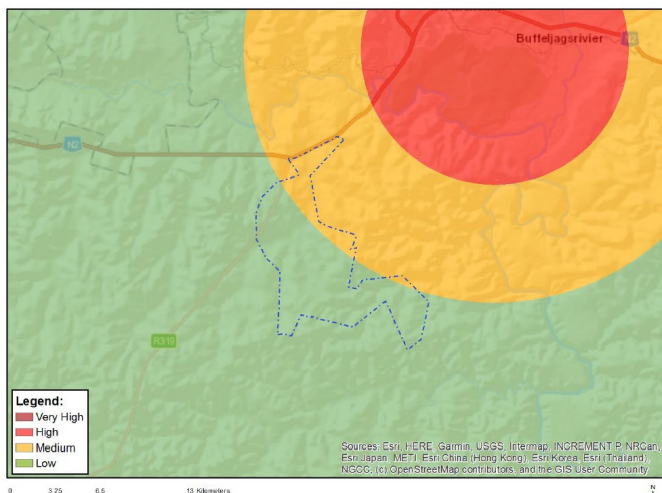 Buffeljagsrivier
N2
N2
R319
Legend:
Very High
High
Medium
Low
Sources: Esri, HERE, Garmin, USGS, Intermap, INCREMENT P, NRCan,
Esri Japan, METI, Esri China (Hong Kong), Esri Korea, Esri (Thailand),
NGCC, (c) OpenStreetMap contributors, and the GIS User Community
0 3.25 6.5 13 Kilometers
N